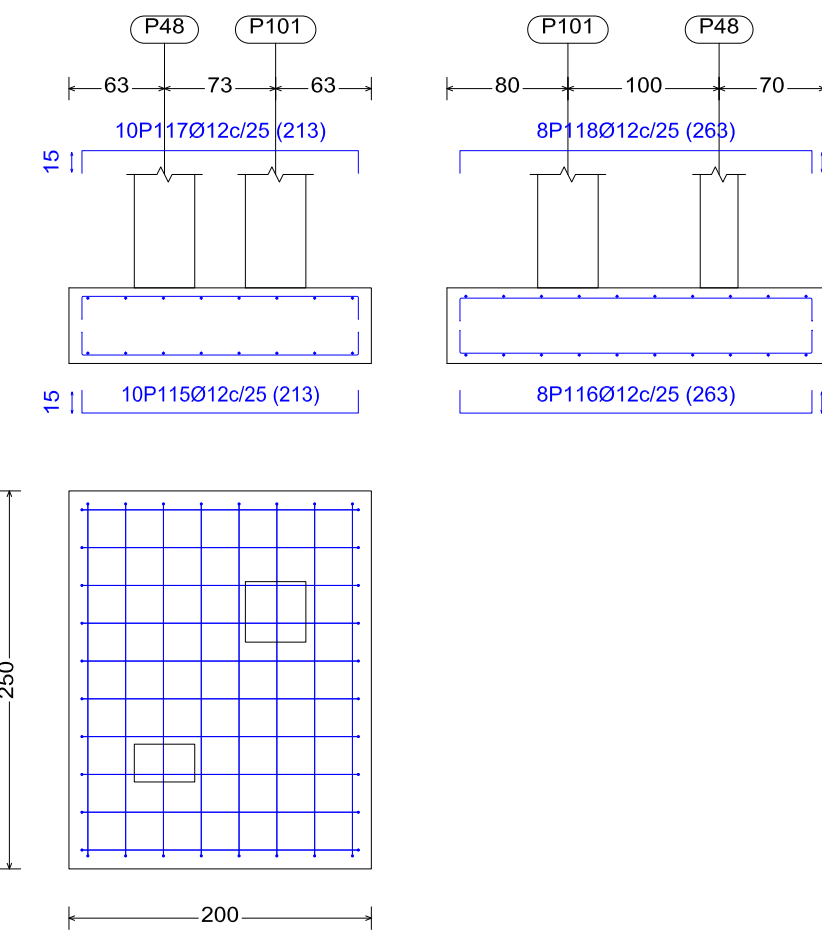 P48 P101
63 73 63
10P117Ø12c/25 (213)
15
10P115Ø12c/25 (213)
15
P101 P48
80 100 70
8P118Ø12c/25 (263)
8P116Ø12c/25 (263)
250
200